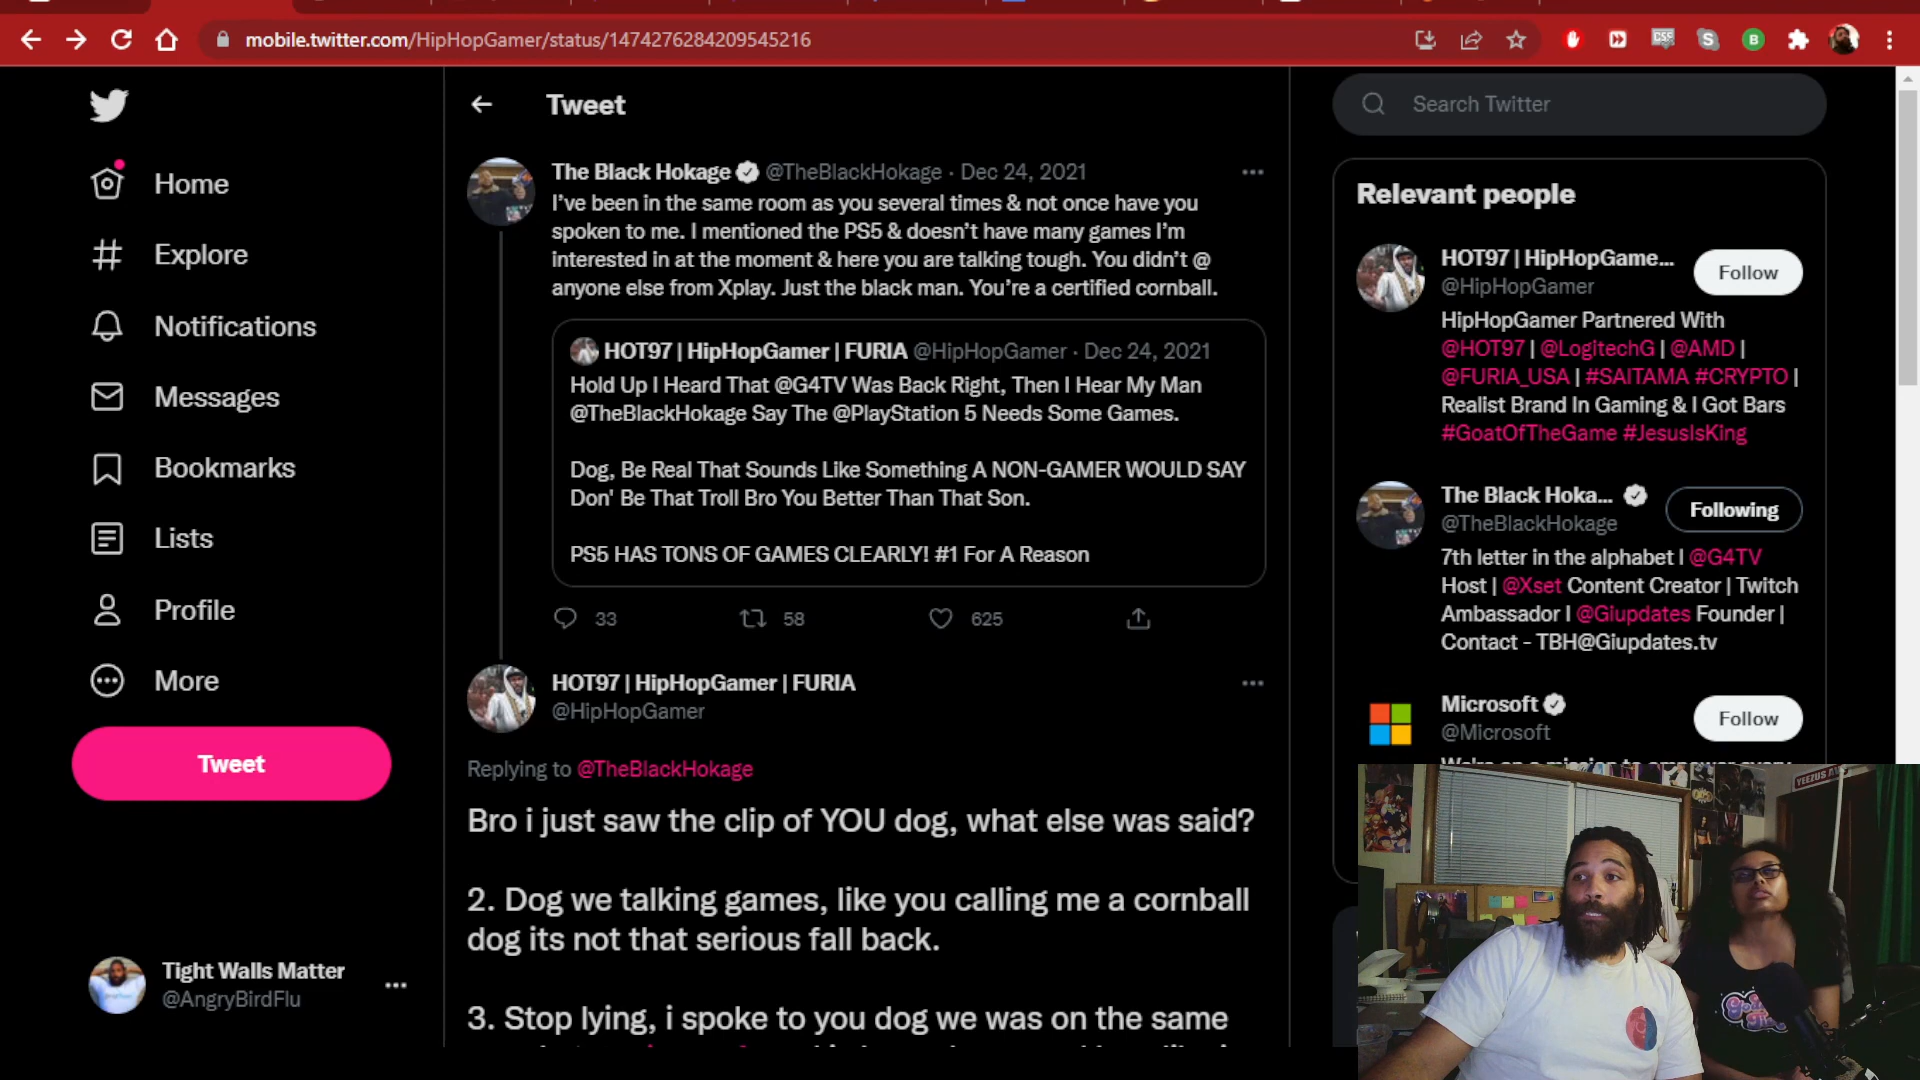 mobile.twitter.com/HipHopGamer/status/1474276284209545216
Home
Explore
Notifications
Messages
Bookmarks
Lists
Profile
More
Tweet
Tight Walls Matter
@AngryBirdFlu
Tweet
The Black Hokage @TheBlackHokage · Dec 24, 2021
I've been in the same room as you several times & not once have you
spoken to me. I mentioned the PS5 & doesn't have many games I'm
interested in at the moment & here you are talking tough. You didn't @
anyone else from Xplay. Just the black man. You're a certified cornball.
HOT97 | HipHopGamer | FURIA @HipHopGamer · Dec 24, 2021
Hold Up I Heard That @G4TV Was Back Right, Then I Hear My Man
@TheBlackHokage Say The @PlayStation 5 Needs Some Games.
Dog, Be Real That Sounds Like Something A NON-GAMER WOULD SAY
Don' Be That Troll Bro You Better Than That Son.
PS5 HAS TONS OF GAMES CLEARLY! #1 For A Reason
33 58 625
HOT97 | HipHopGamer | FURIA
@HipHopGamer
Replying to @TheBlackHokage
Bro i just saw the clip of YOU dog, what else was said?
2. Dog we talking games, like you calling me a cornball
dog its not that serious fall back.
3. Stop lying, i spoke to you dog we was on the same
Search Twitter
Relevant people
HOT97 | HipHopGame...
@HipHopGamer
Follow
HipHopGamer Partnered With
@HOT97 | @LogitechG | @AMD |
@FURIA_USA | #SAITAMA #CRYPTO |
Realist Brand In Gaming & I Got Bars
#GoatOfTheGame #JesusIsKing
The Black Hoka...
@TheBlackHokage
Following
7th letter in the alphabet | @G4TV
Host | @Xset Content Creator | Twitch
Ambassador | @Giupdates Founder |
Contact - TBH@Giupdates.tv
Microsoft
@Microsoft
Follow